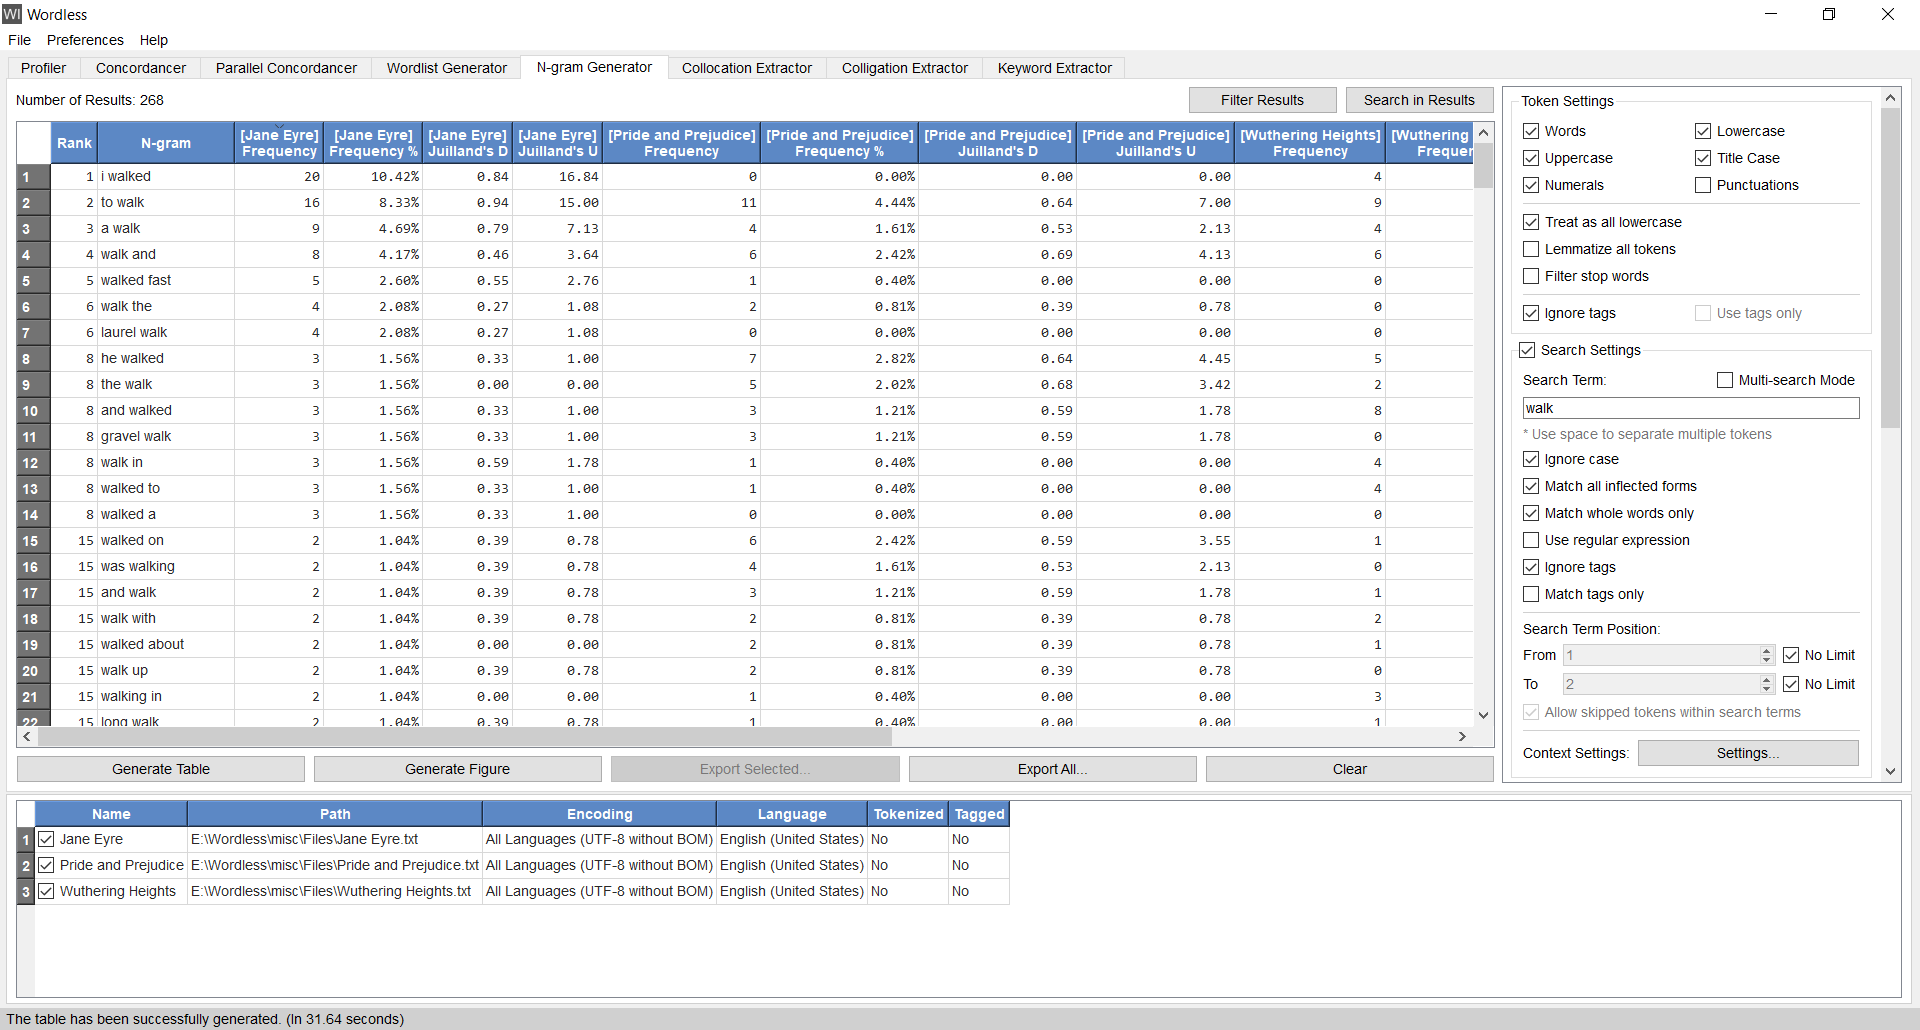 WI Wordless
File Preferences Help
Profiler Concordancer Parallel Concordancer Wordlist Generator N-gram Generator Collocation Extractor Colligation Extractor Keyword Extractor
Number of Results: 268 Filter Results Search in Results
Rank N-gram [Jane Eyre] Frequency [Jane Eyre] Frequency % [Jane Eyre] Juilland's D [Jane Eyre] Juilland's U [Pride and Prejudice] Frequency [Pride and Prejudice] Frequency % [Pride and Prejudice] Juilland's D [Pride and Prejudice] Juilland's U [Wuthering Heights] Frequency [Wuthering
1 1 i walked 20 10.42% 0.84 16.84 0 0.00% 0.00 0.00 4
2 2 to walk 16 8.33% 0.94 15.00 11 4.44% 0.64 7.00 9
3 3 a walk 9 4.69% 0.79 7.13 4 1.61% 0.53 2.13 4
4 4 walk and 8 4.17% 0.46 3.64 6 2.42% 0.69 4.13 6
5 5 walked fast 5 2.60% 0.55 2.76 1 0.40% 0.00 0.00 0
6 6 walk the 4 2.08% 0.27 1.08 2 0.81% 0.39 0.78 0
7 6 laurel walk 4 2.08% 0.27 1.08 0 0.00% 0.00 0.00 0
8 8 he walked 3 1.56% 0.33 1.00 7 2.82% 0.64 4.45 5
9 8 the walk 3 1.56% 0.00 0.00 5 2.02% 0.68 3.42 2
10 8 and walked 3 1.56% 0.33 1.00 3 1.21% 0.59 1.78 8
11 8 gravel walk 3 1.56% 0.33 1.00 3 1.21% 0.59 1.78 0
12 8 walk in 3 1.56% 0.59 1.78 1 0.40% 0.00 0.00 4
13 8 walked to 3 1.56% 0.33 1.00 1 0.40% 0.00 0.00 4
14 8 walked a 3 1.56% 0.33 1.00 0 0.00% 0.00 0.00 0
15 15 walked on 2 1.04% 0.39 0.78 6 2.42% 0.59 3.55 1
16 15 was walking 2 1.04% 0.39 0.78 4 1.61% 0.53 2.13 0
17 15 and walk 2 1.04% 0.39 0.78 3 1.21% 0.59 1.78 1
18 15 walk with 2 1.04% 0.39 0.78 2 0.81% 0.39 0.78 2
19 15 walked about 2 1.04% 0.00 0.00 2 0.81% 0.39 0.78 1
20 15 walk up 2 1.04% 0.39 0.78 2 0.81% 0.39 0.78 0
21 15 walking in 2 1.04% 0.00 0.00 1 0.40% 0.00 0.00 3
22 15 long walk 2 1.04% 0.39 0.78 1 0.40% 0.00 0.00 1
Generate Table Generate Figure Export Selected... Export All... Clear
Token Settings
Words Lowercase
Uppercase Title Case
Numerals Punctuations
Treat as all lowercase
Lemmatize all tokens
Filter stop words
Ignore tags Use tags only
Search Settings
Search Term: Multi-search Mode
walk
* Use space to separate multiple tokens
Ignore case
Match all inflected forms
Match whole words only
Use regular expression
Ignore tags
Match tags only
Search Term Position:
From 1 No Limit
To 2 No Limit
Allow skipped tokens within search terms
Context Settings: Settings...
Name Path Encoding Language Tokenized Tagged
1 Jane Eyre E:\Wordless\misc\Files\Jane Eyre.txt All Languages (UTF-8 without BOM) English (United States) No No
2 Pride and Prejudice E:\Wordless\misc\Files\Pride and Prejudice.txt All Languages (UTF-8 without BOM) English (United States) No No
3 Wuthering Heights E:\Wordless\misc\Files\Wuthering Heights.txt All Languages (UTF-8 without BOM) English (United States) No No
The table has been successfully generated. (In 31.64 seconds)